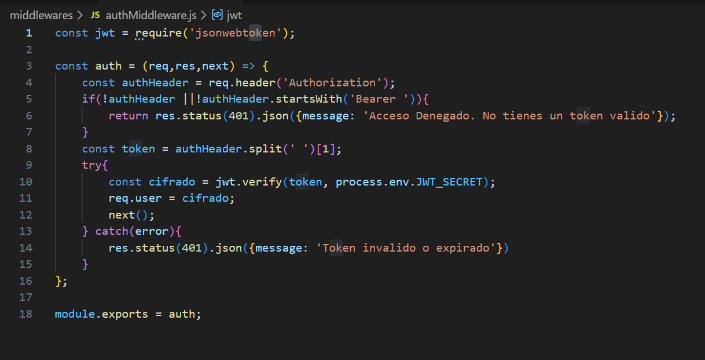 middlewares > JS authMiddleware.js > jwt
1 const jwt = require('jsonwebtoken');
2
3 const auth = (req,res,next) => {
4     const authHeader = req.header('Authorization');
5     if(!authHeader ||!authHeader.startsWith('Bearer ')){
6         return res.status(401).json({message: 'Acceso Denegado. No tienes un token valido'});
7     }
8     const token = authHeader.split(' ')[1];
9     try{
10         const cifrado = jwt.verify(token, process.env.JWT_SECRET);
11         req.user = cifrado;
12         next();
13     } catch(error){
14         res.status(401).json({message: 'Token invalido o expirado'})
15     }
16 };
17
18 module.exports = auth;